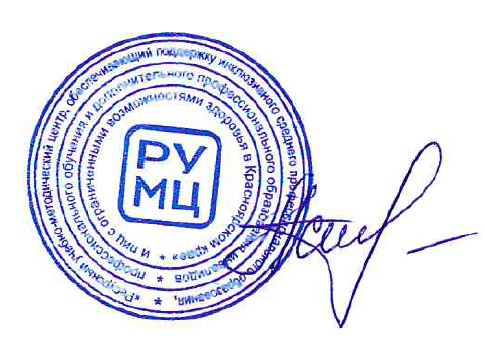 «Ресурсный учебно-методический центр, обеспечивающий поддержку инклюзивного среднего профессионального образования,
профессионального обучения и дополнительного профессионального образования инвалидов
и лиц с ограниченными возможностями здоровья в Красноярском крае»
РУ
МЦ